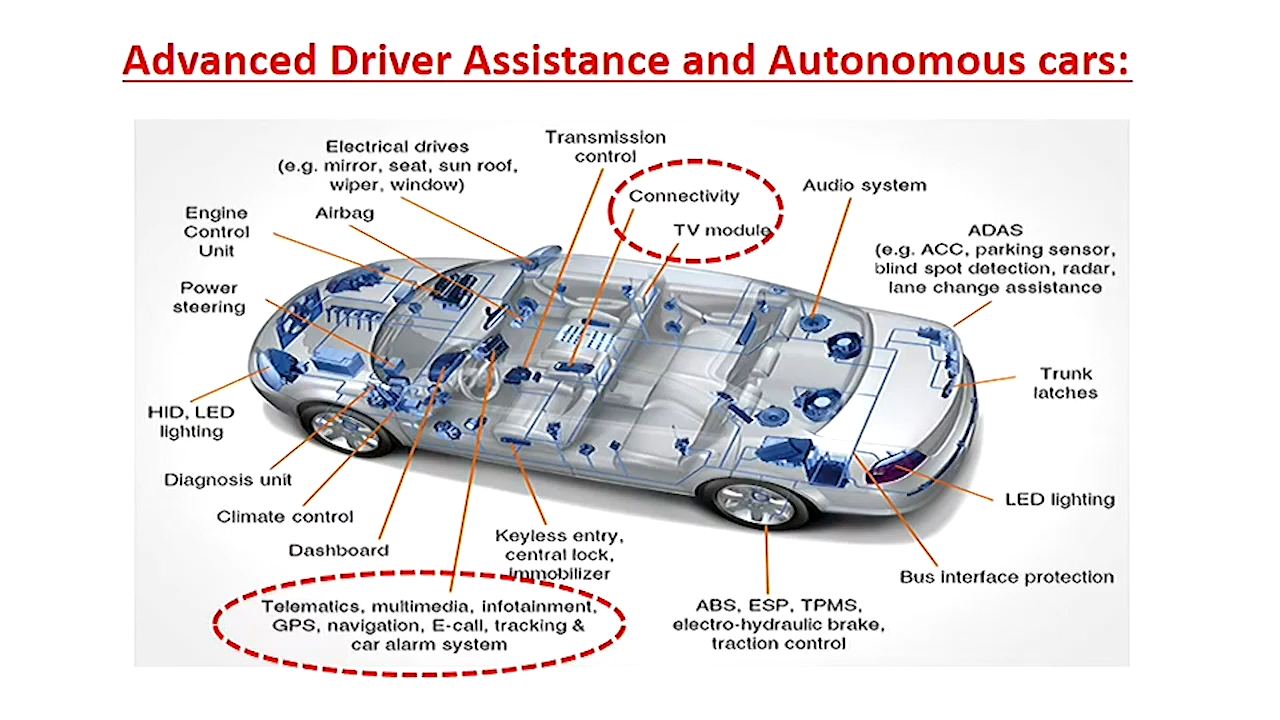 Advanced Driver Assistance and Autonomous cars:
Electrical drives
(e.g. mirror, seat, sun roof,
wiper, window)
Transmission
control
Connectivity
TV module
Audio system
Engine
Control
Unit
Airbag
ADAS
(e.g. ACC, parking sensor,
blind spot detection, radar,
lane change assistance
Power
steering
Trunk
latches
HID, LED
lighting
Diagnosis unit
LED lighting
Climate control
Dashboard
Keyless entry,
central lock,
immobilizer
Bus interface protection
Telematics, multimedia, infotainment,
GPS, navigation, E-call, tracking &
car alarm system
ABS, ESP, TPMS,
electro-hydraulic brake,
traction control